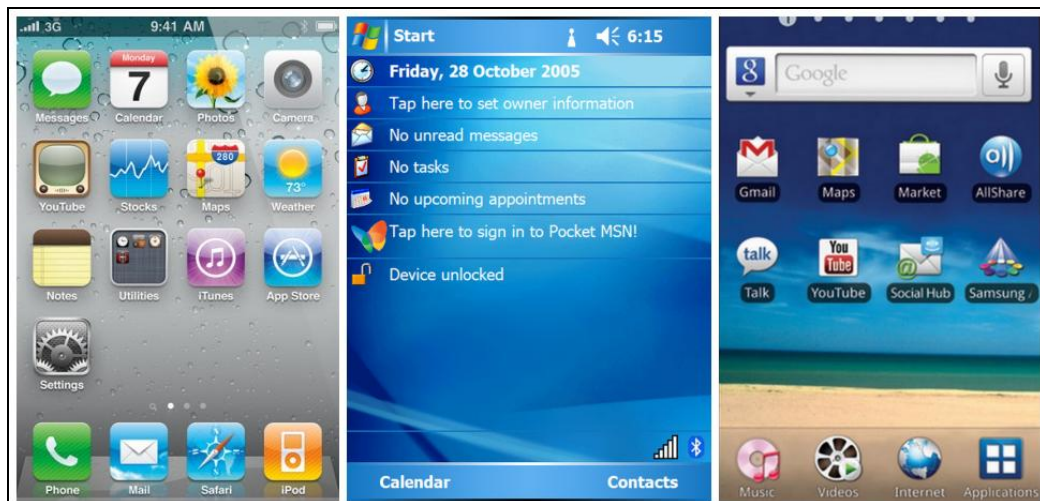 3G 9:41 AM
Monday
7
Messages Calendar Photos Camera
280
73°
YouTube Stocks Maps Weather
Notes Utilities iTunes App Store
Settings
Phone Mail Safari iPod
Start 6:15
Friday, 28 October 2005
Tap here to set owner information
No unread messages
No tasks
No upcoming appointments
Tap here to sign in to Pocket MSN!
Device unlocked
Calendar Contacts
1
8 Google
Gmail Maps Market AllShare
talk You
Tube
Talk YouTube Social Hub Samsung
Music Videos Internet Applications